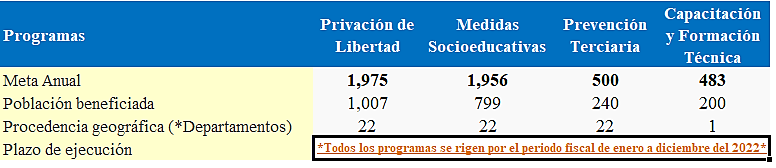 Programas Privación de Libertad Medidas Socioeducativas Prevención Terciaria Capacitación y Formación Técnica
Meta Anual 1,975 1,956 500 483
Población beneficiada 1,007 799 240 200
Procedencia geográfica (*Departamentos) 22 22 22 1
Plazo de ejecución *Todos los programas se rigen por el periodo fiscal de enero a diciembre del 2022*